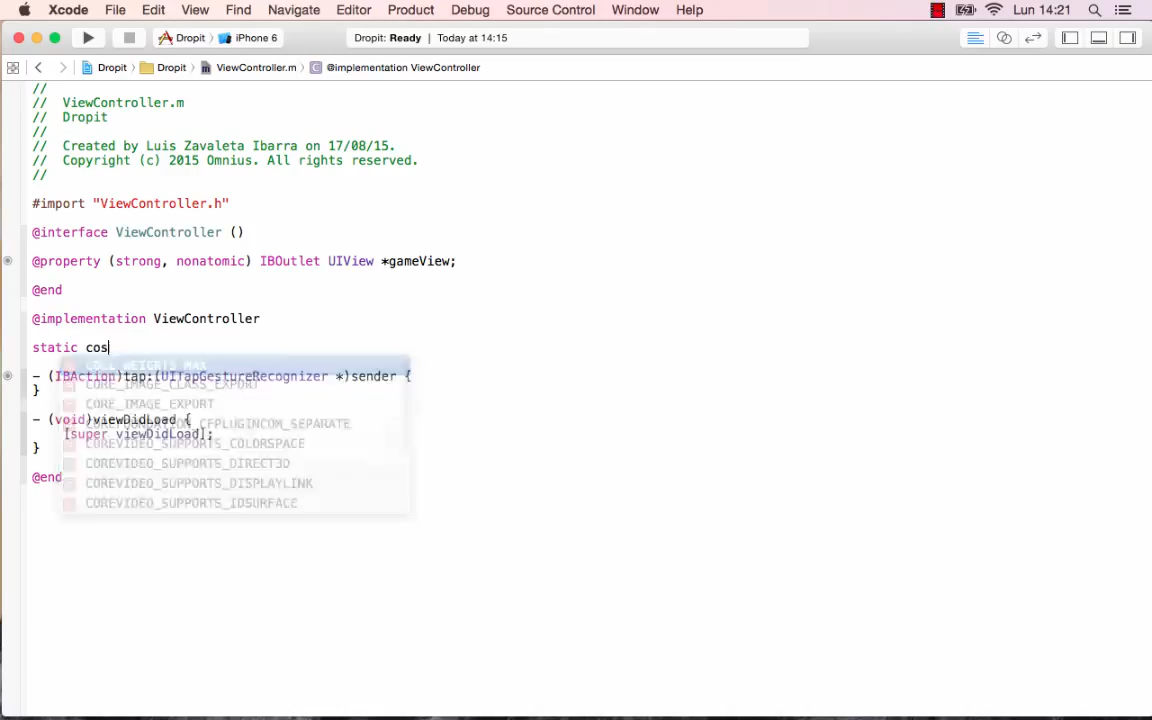 Xcode File Edit View Find Navigate Editor Product Debug Source Control Window Help Lun 14:21
Dropit iPhone 6 Dropit: Ready | Today at 14:15
Dropit Dropit ViewController.m @implementation ViewController
//
// ViewController.m
// Dropit
//
// Created by Luis Zavaleta Ibarra on 17/08/15.
// Copyright (c) 2015 Omnius. All rights reserved.
//
#import "ViewController.h"
@interface ViewController ()
@property (strong, nonatomic) IBOutlet UIView *gameView;
@end
@implementation ViewController
static cos
- (IBAction)tap:(UITapGestureRecognizer *)sender {
CORE_IMAGE_CLASS_EXPORT
}
CORE_IMAGE_EXPORT
- (void)viewDidLoad {
COREFOUNDATION_CFPLUGINCOM_SEPARATE
[super viewDidLoad];
COREVIDEO_SUPPORTS_COLORSPACE
}
COREVIDEO_SUPPORTS_DIRECT3D
@end
COREVIDEO_SUPPORTS_DISPLAYLINK
COREVIDEO_SUPPORTS_IOSURFACE